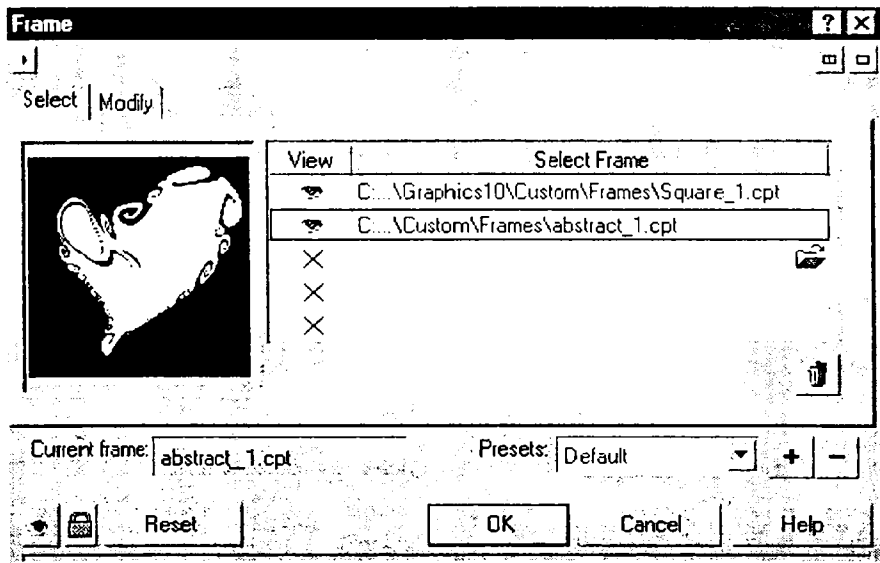 Frame
Select Modify
View Select Frame
C:...\Graphics10\Custom\Frames\Square_1.cpt
C:...\Custom\Frames\abstract_1.cpt
Current frame: abstract_1.cpt Presets: Default
Reset OK Cancel Help